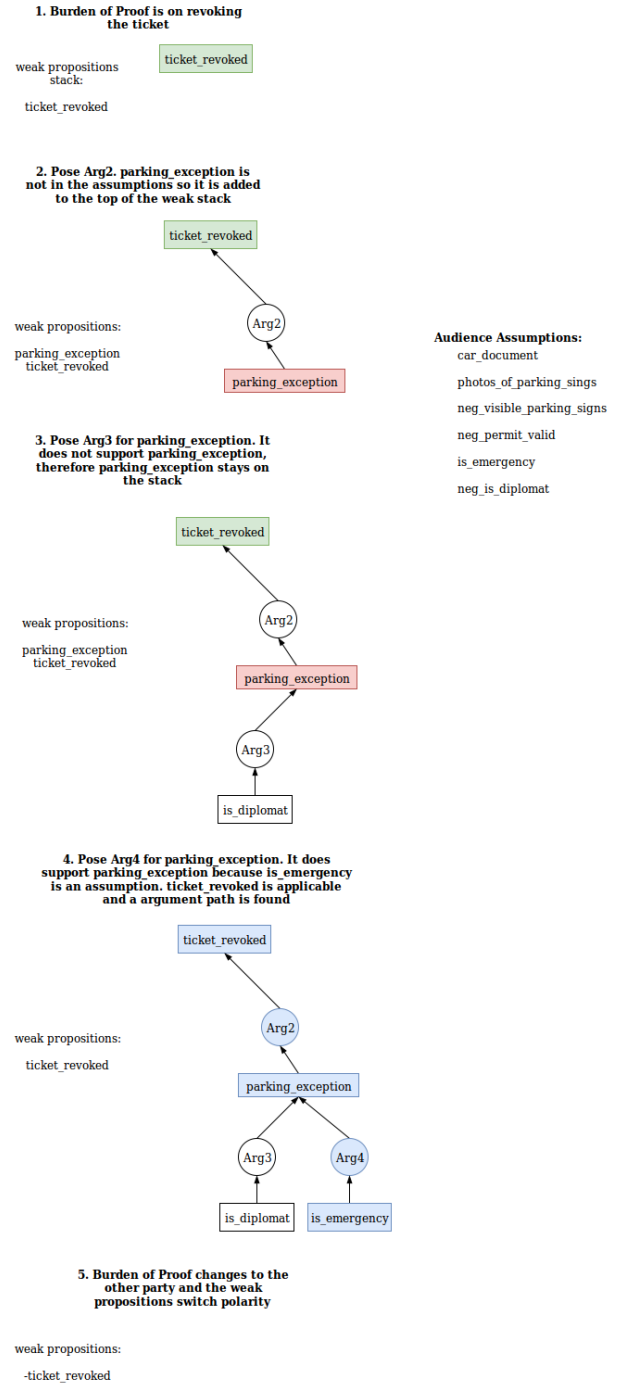 1. Burden of Proof is on revoking
the ticket
ticket_revoked
weak propositions
stack:
ticket_revoked
2. Pose Arg2. parking_exception is
not in the assumptions so it is added
to the top of the weak stack
ticket_revoked
Arg2
weak propositions:
parking_exception
ticket_revoked
parking_exception
Audience Assumptions:
car_document
photos_of_parking_sings
neg_visible_parking_signs
neg_permit_valid
is_emergency
neg_is_diplomat
3. Pose Arg3 for parking_exception. It
does not support parking_exception,
therefore parking_exception stays on
the stack
ticket_revoked
Arg2
weak propositions:
parking_exception
ticket_revoked
parking_exception
Arg3
is_diplomat
4. Pose Arg4 for parking_exception. It does
support parking_exception because is_emergency
is an assumption. ticket_revoked is applicable
and a argument path is found
ticket_revoked
Arg2
weak propositions:
ticket_revoked
parking_exception
Arg3
Arg4
is_diplomat
is_emergency
5. Burden of Proof changes to the
other party and the weak
propositions switch polarity
weak propositions:
-ticket_revoked